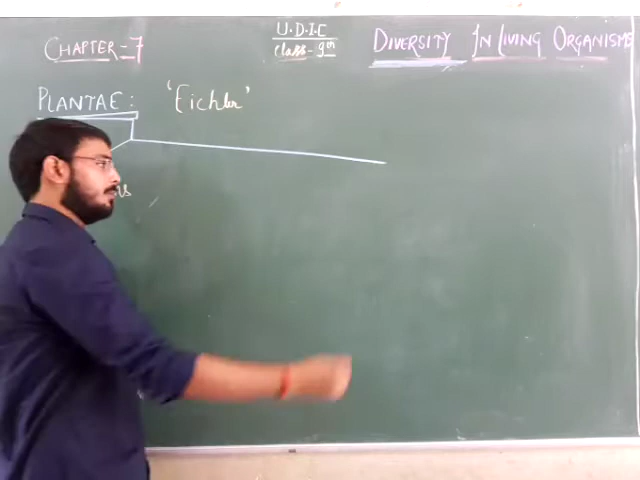 CHAPTER-7
U.D.I.C
Class-9th
DIVERSITY IN LIVING ORGANISMS
PLANTAE: 'Eichler'